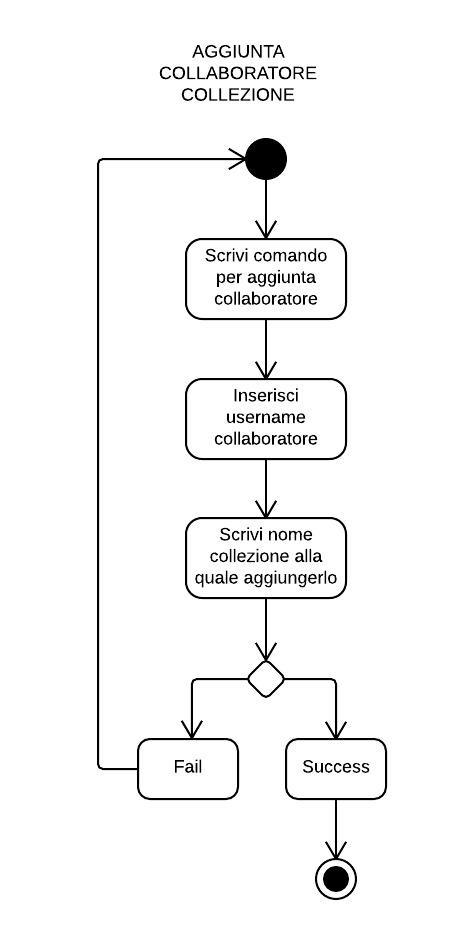 AGGIUNTA
COLLABORATORE
COLLEZIONE
Scrivi comando
per aggiunta
collaboratore
Inserisci
username
collaboratore
Scrivi nome
collezione alla
quale aggiungerlo
Fail
Success